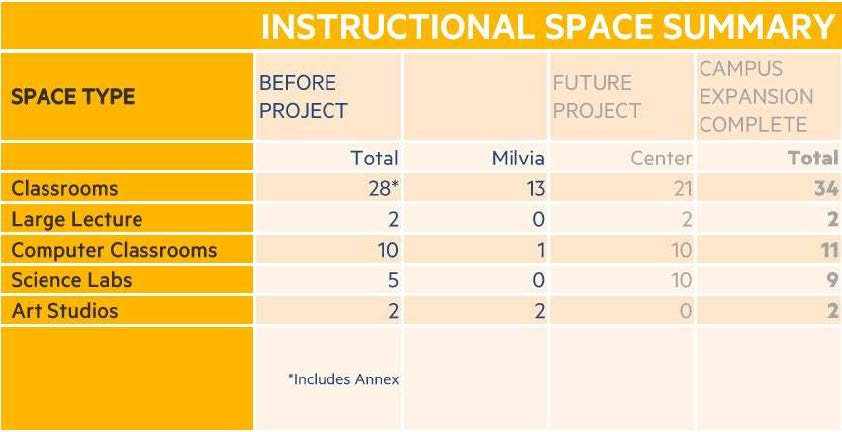 INSTRUCTIONAL SPACE SUMMARY
SPACE TYPE BEFORE PROJECT FUTURE PROJECT CAMPUS EXPANSION COMPLETE
Total Milvia Center Total
Classrooms 28* 13 21 34
Large Lecture 2 0 2 2
Computer Classrooms 10 1 10 11
Science Labs 5 0 10 9
Art Studios 2 2 0 2
*Includes Annex